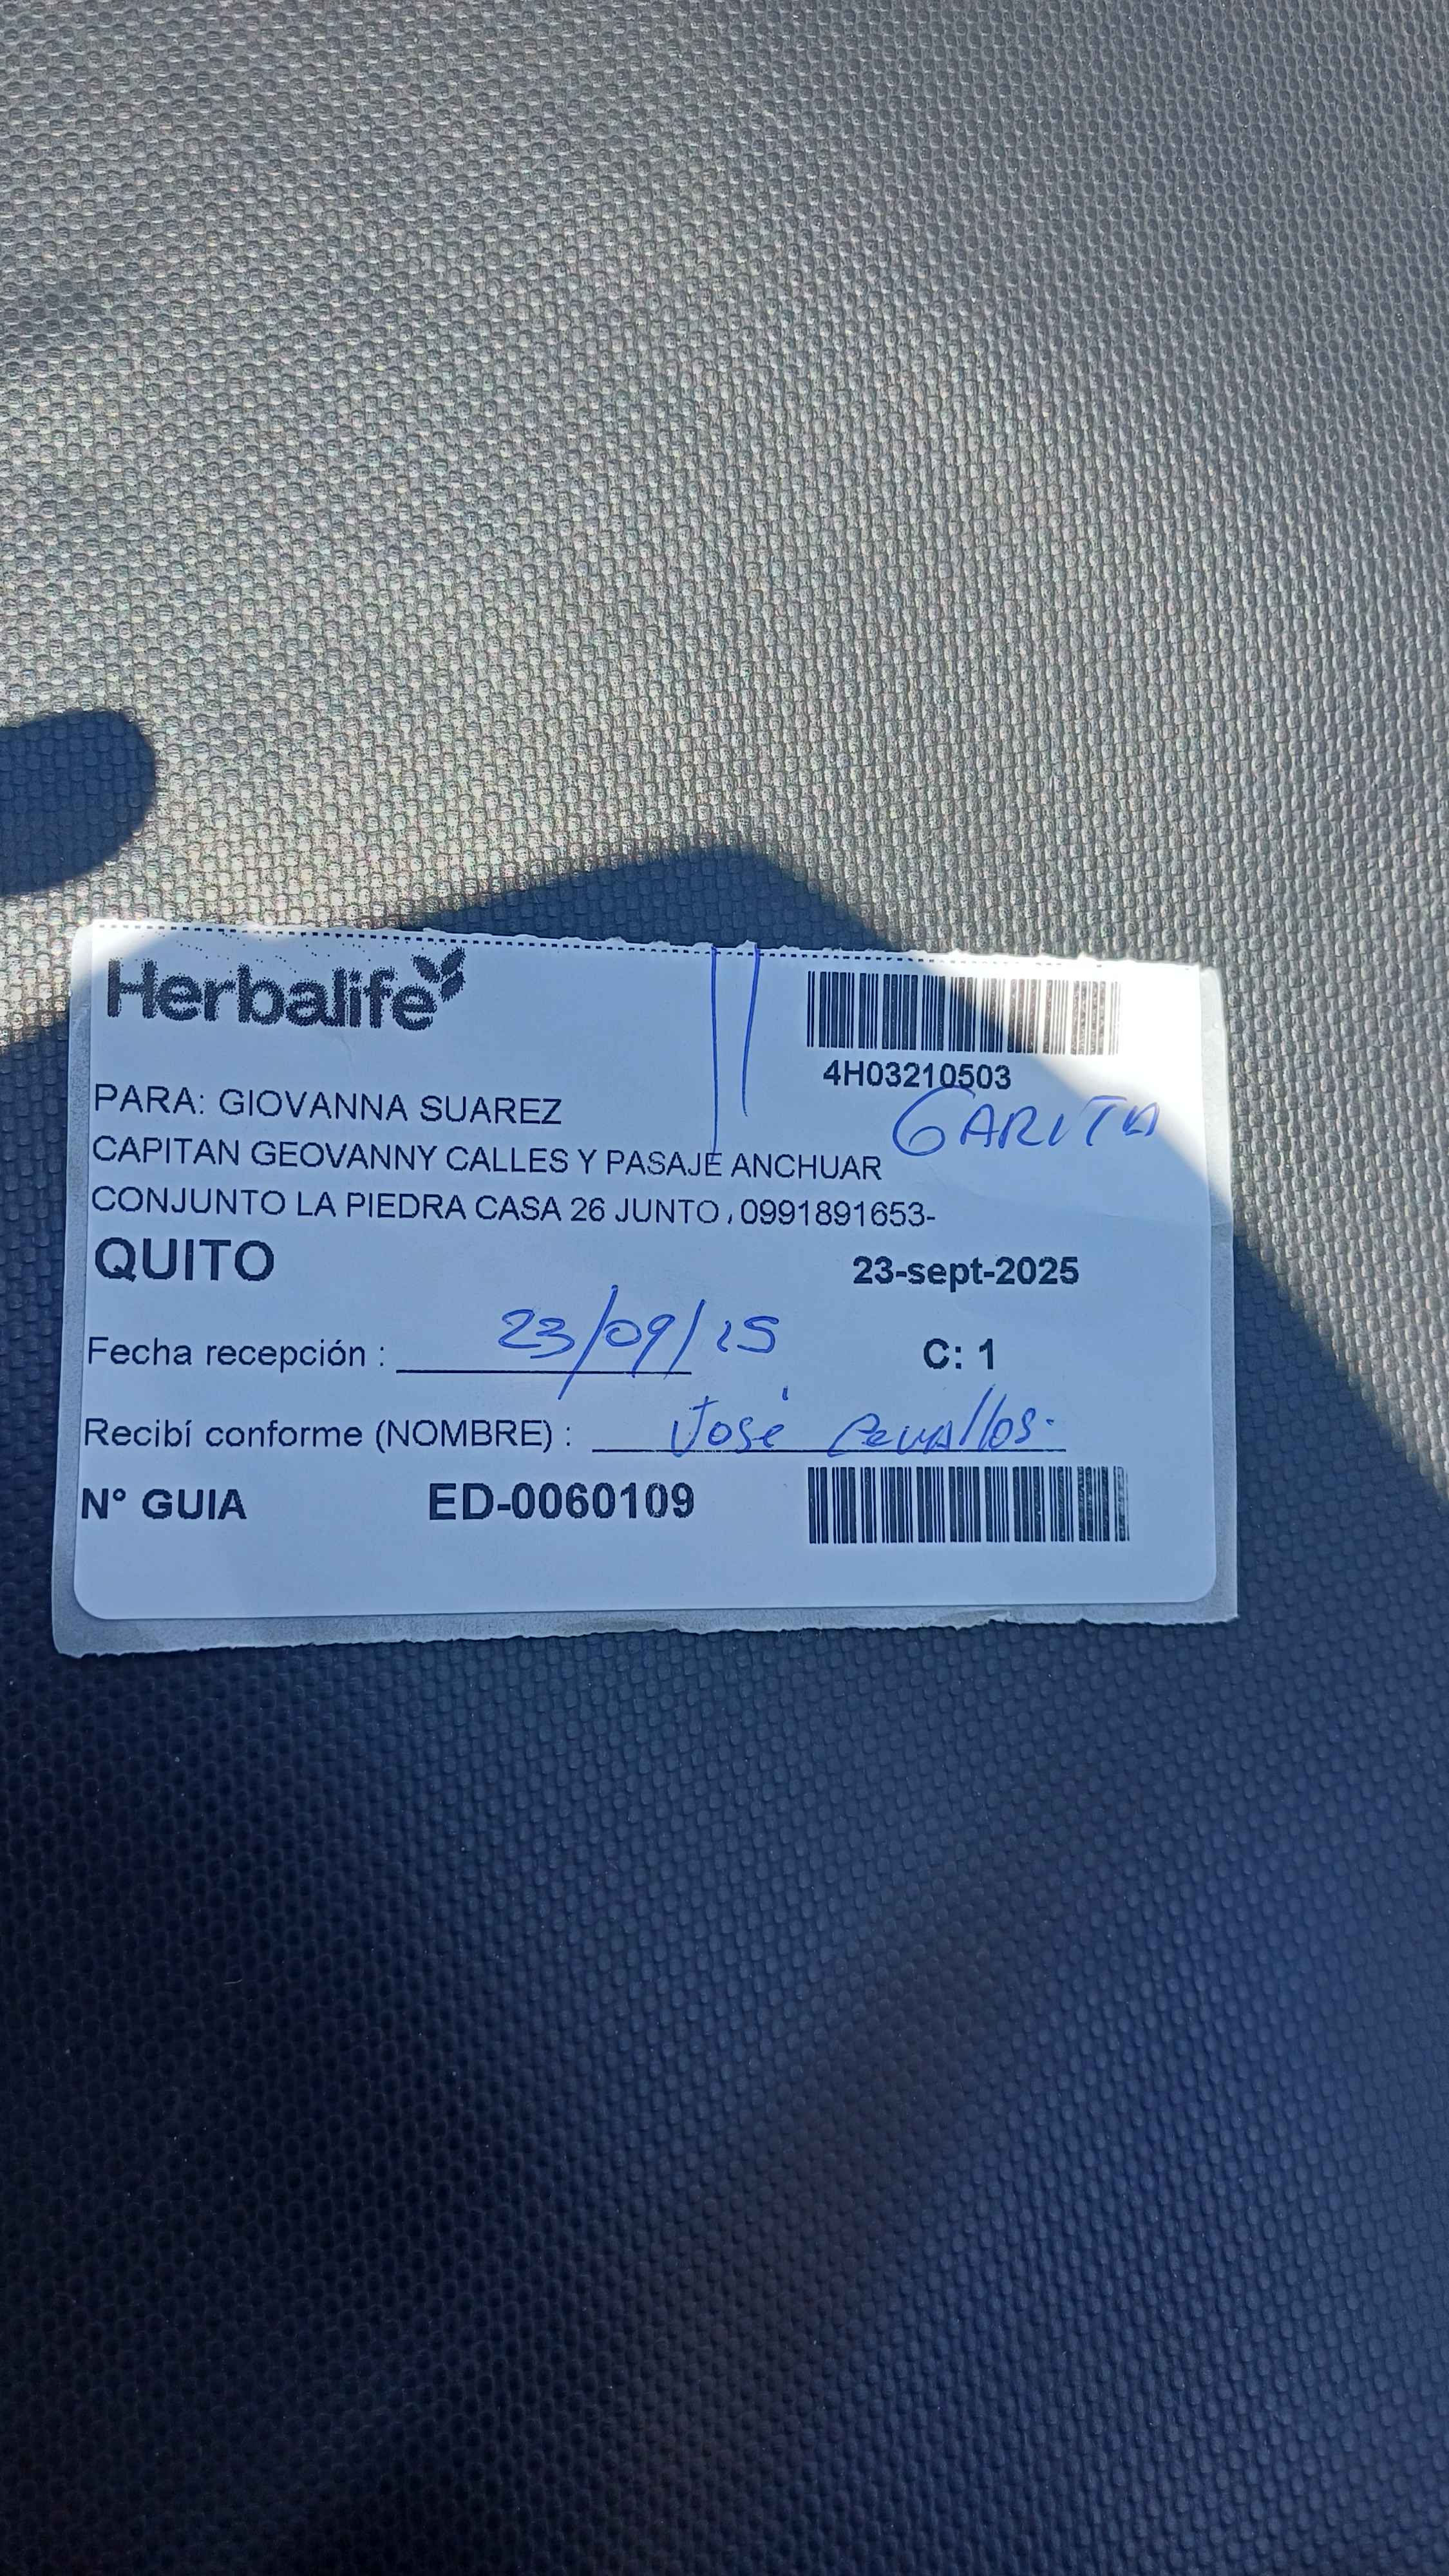 Herbalife
4H03210503
GARITA
PARA: GIOVANNA SUAREZ
CAPITAN GEOVANNY CALLES Y PASAJE ANCHUAR
CONJUNTO LA PIEDRA CASA 26 JUNTO , 0991891653-
QUITO 23-sept-2025
Fecha recepción : 23/09/25 C: 1
Recibí conforme (NOMBRE) : José Cevallos.
N° GUIA ED-0060109